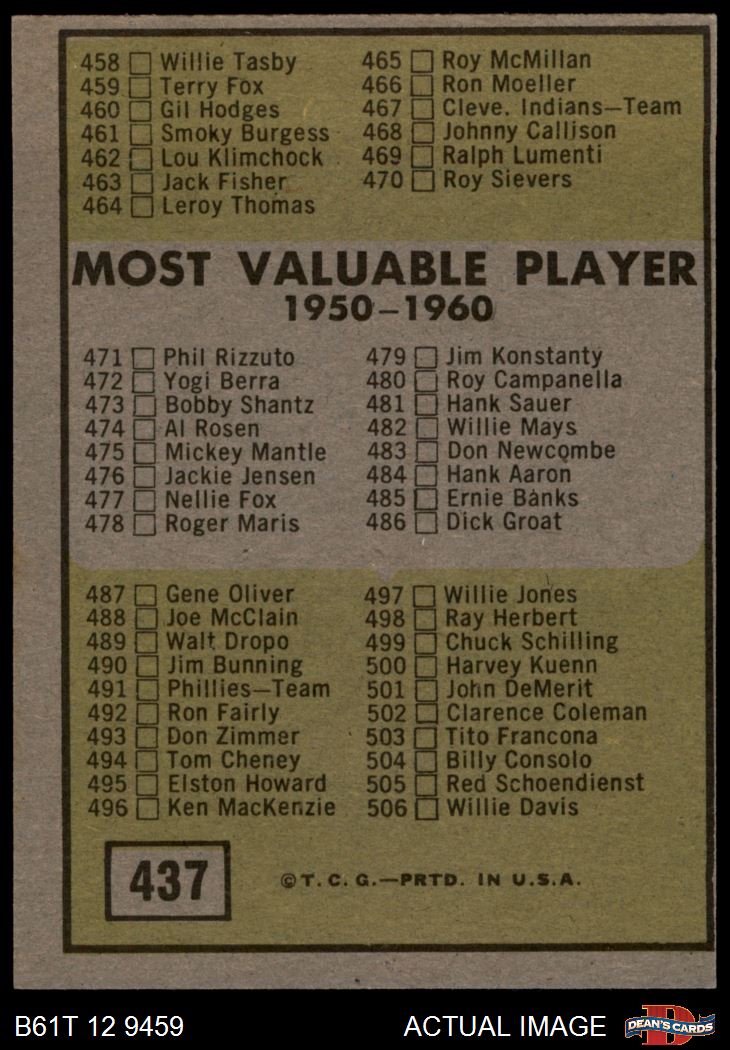 458 Willie Tasby
459 Terry Fox
460 Gil Hodges
461 Smoky Burgess
462 Lou Klimchock
463 Jack Fisher
464 Leroy Thomas
465 Roy McMillan
466 Ron Moeller
467 Cleve. Indians—Team
468 Johnny Callison
469 Ralph Lumenti
470 Roy Sievers
MOST VALUABLE PLAYER
1950–1960
471 Phil Rizzuto
472 Yogi Berra
473 Bobby Shantz
474 Al Rosen
475 Mickey Mantle
476 Jackie Jensen
477 Nellie Fox
478 Roger Maris
479 Jim Konstanty
480 Roy Campanella
481 Hank Sauer
482 Willie Mays
483 Don Newcombe
484 Hank Aaron
485 Ernie Banks
486 Dick Groat
487 Gene Oliver
488 Joe McClain
489 Walt Dropo
490 Jim Bunning
491 Phillies—Team
492 Ron Fairly
493 Don Zimmer
494 Tom Cheney
495 Elston Howard
496 Ken MacKenzie
497 Willie Jones
498 Ray Herbert
499 Chuck Schilling
500 Harvey Kuenn
501 John DeMerit
502 Clarence Coleman
503 Tito Francona
504 Billy Consolo
505 Red Schoendienst
506 Willie Davis
437
©T. C. G.—PRTD. IN U.S.A.
B61T 12 9459
ACTUAL IMAGE
D
DEAN'S CARDS